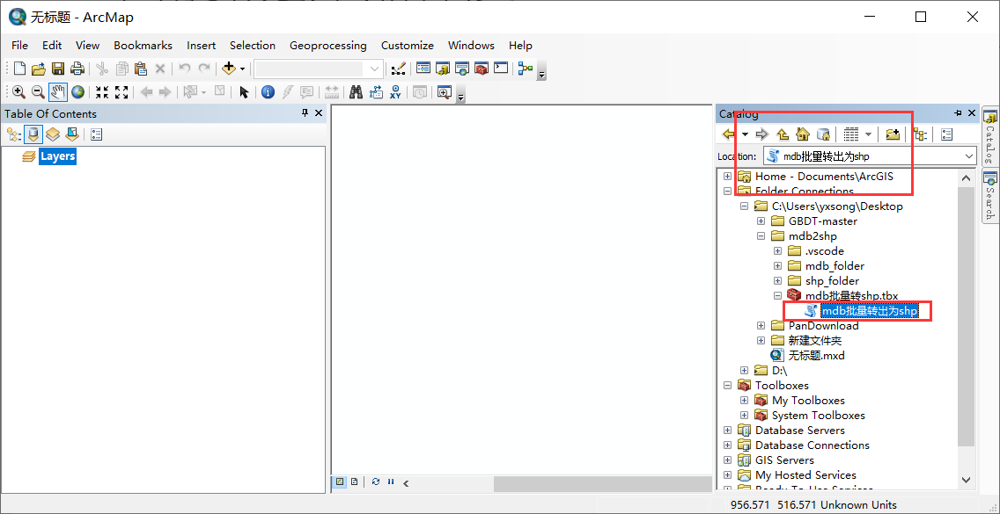 无标题 - ArcMap
File Edit View Bookmarks Insert Selection Geoprocessing Customize Windows Help
XY
Table Of Contents
Layers
Catalog
Location: mdb批量转出为shp
Home - Documents\ArcGIS
Folder Connections
C:\Users\yxsong\Desktop
GBDT-master
mdb2shp
.vscode
mdb_folder
shp_folder
mdb批量转shp.tbx
mdb批量转出为shp
PanDownload
新建文件夹
无标题.mxd
D:\
Toolboxes
My Toolboxes
System Toolboxes
Database Servers
Database Connections
GIS Servers
My Hosted Services
Ready-To-Use Services
Catalog
Search
956.571 516.571 Unknown Units